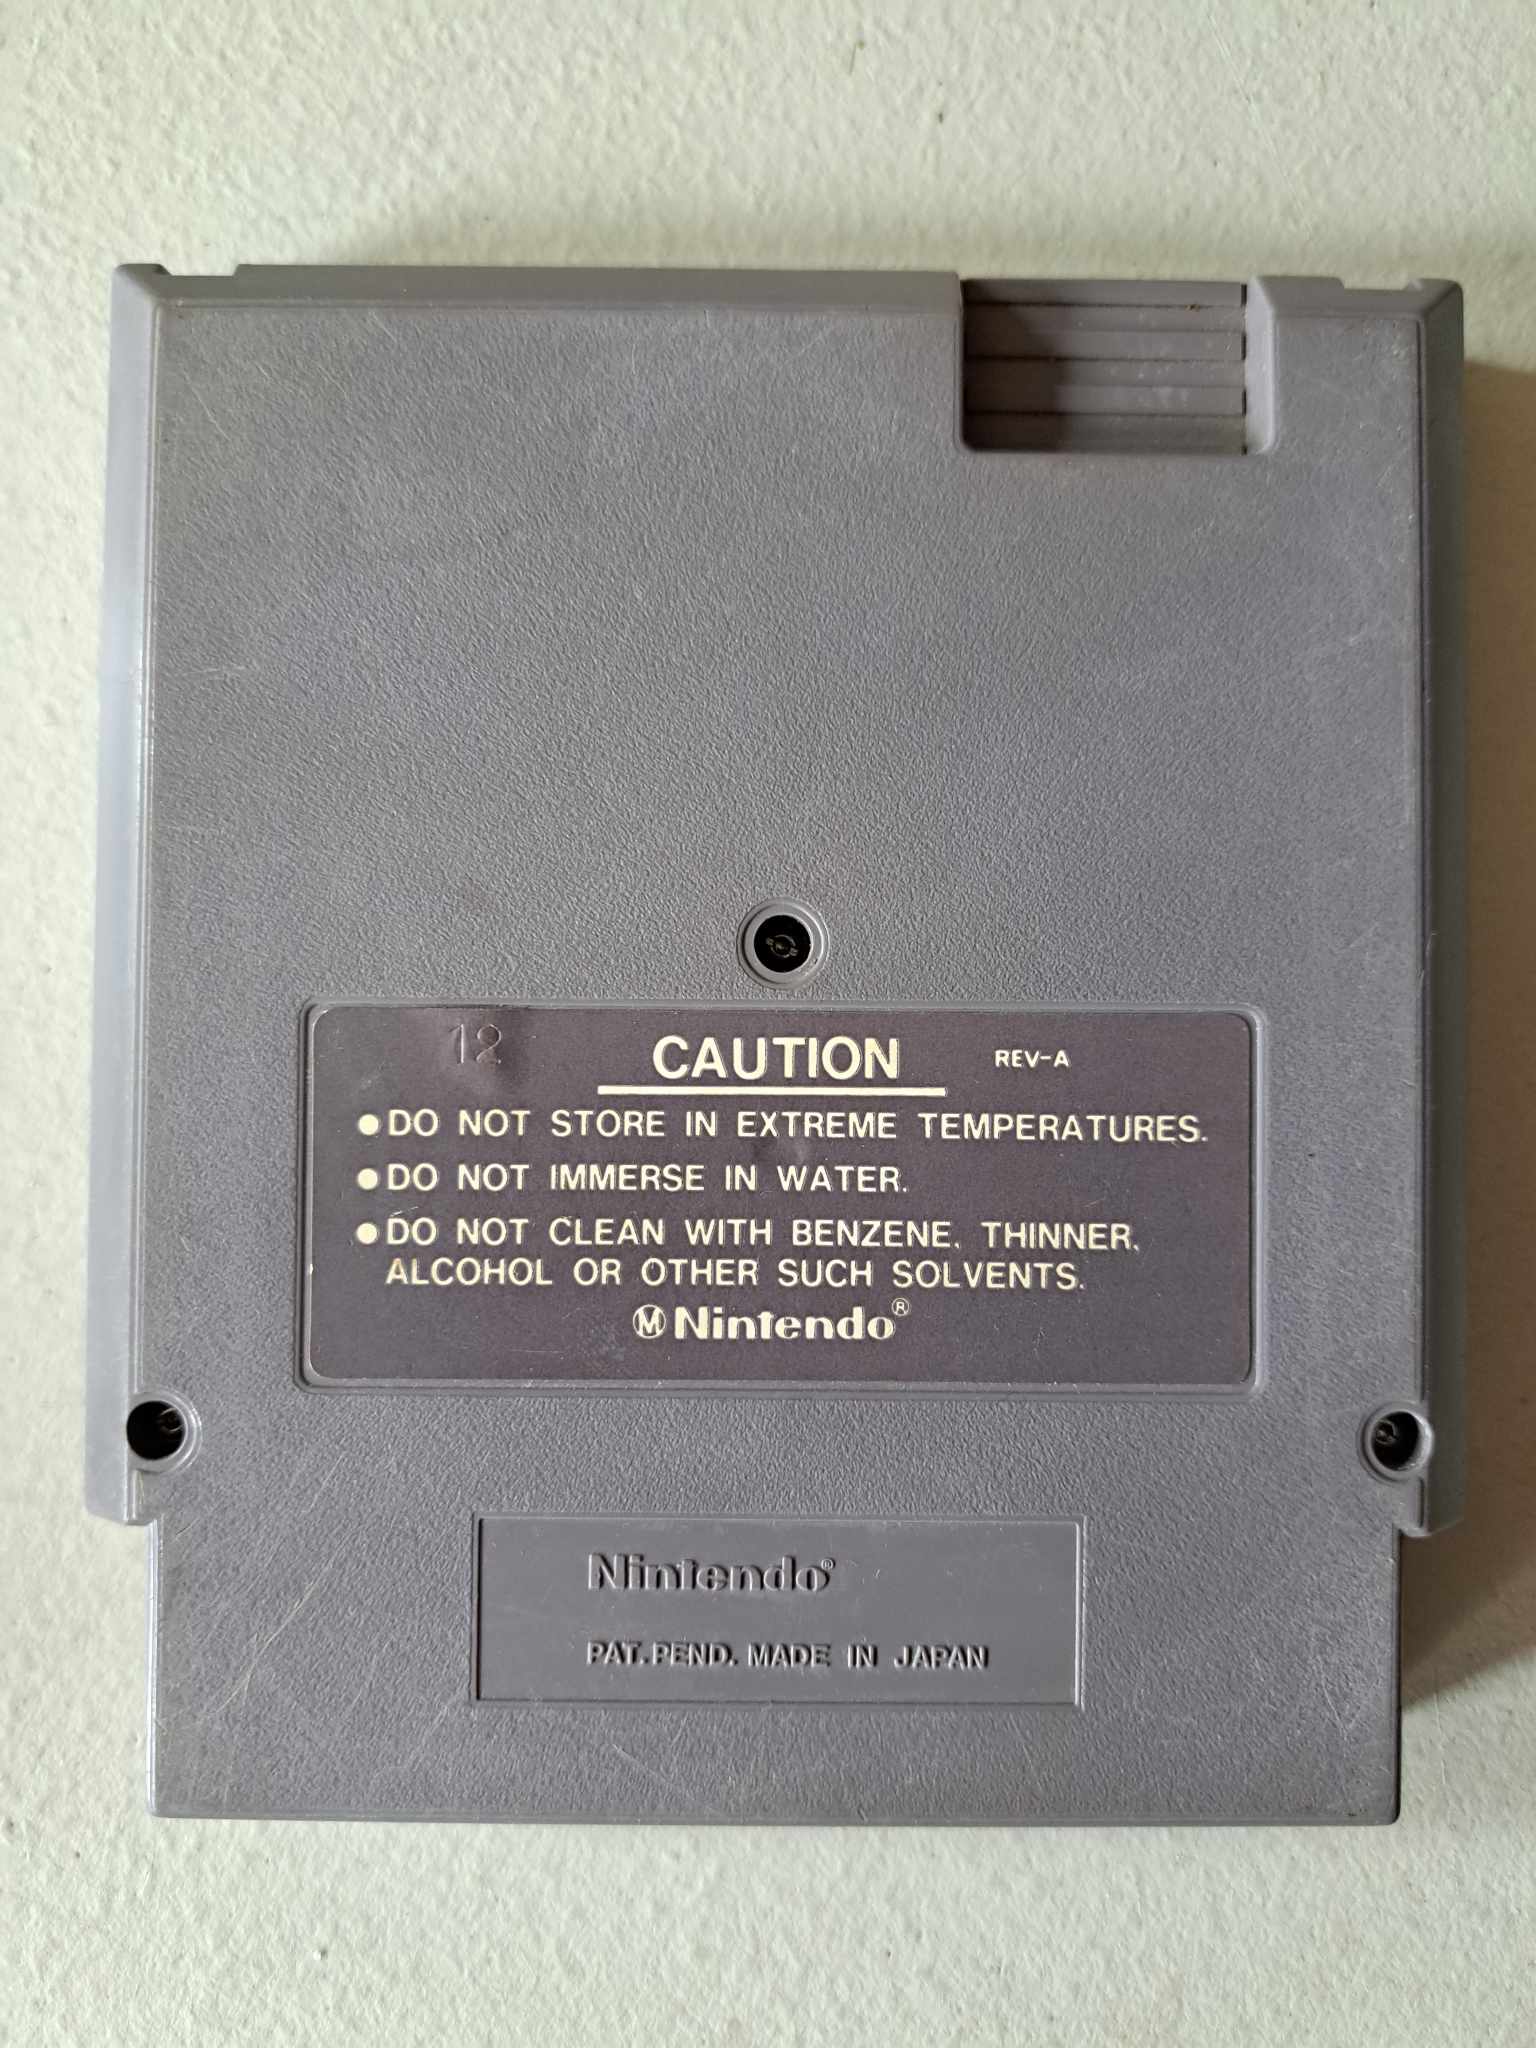 12
CAUTION REV-A
●DO NOT STORE IN EXTREME TEMPERATURES.
●DO NOT IMMERSE IN WATER.
●DO NOT CLEAN WITH BENZENE, THINNER,
ALCOHOL OR OTHER SUCH SOLVENTS.
Ⓜ Nintendo®
Nintendo®
PAT. PEND. MADE IN JAPAN